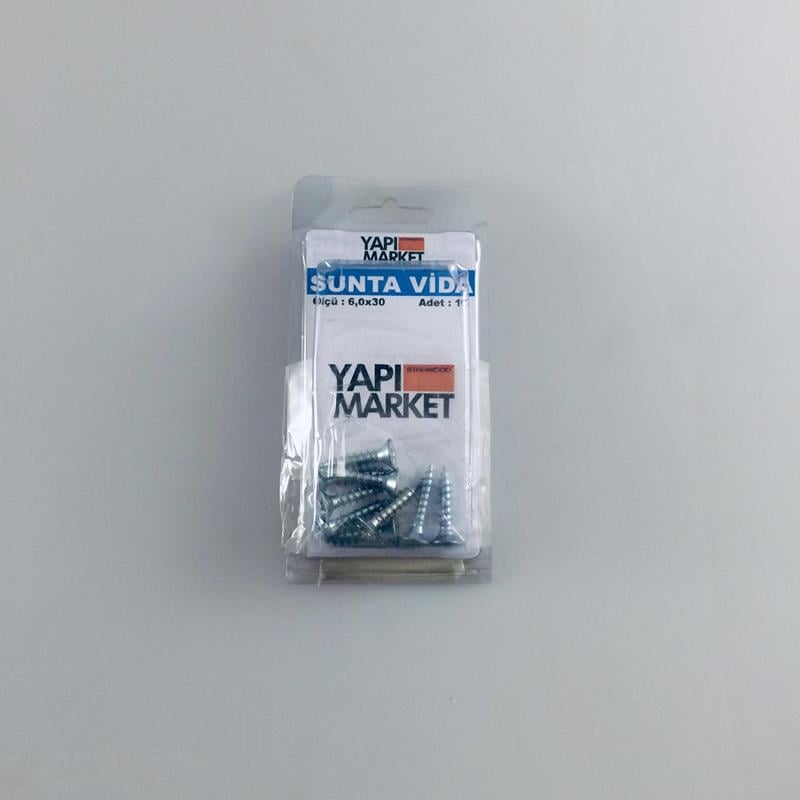 YAPI
MARKET
SUNTA VİDA
Ölçü : 6,0x30 Adet :
YAPI
MARKET